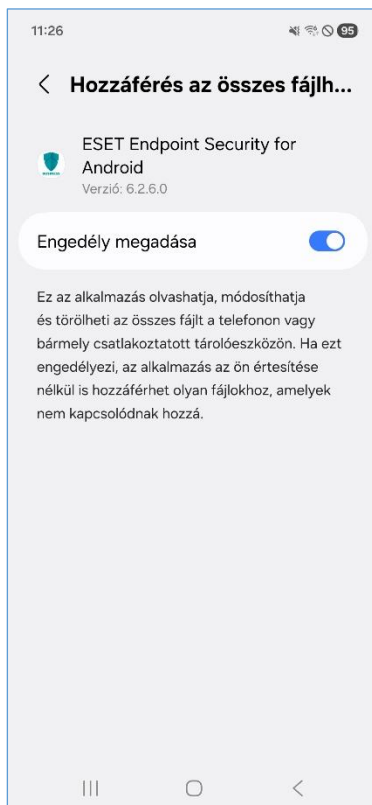 11:26
95
Hozzáférés az összes fájlh...
ESET Endpoint Security for
Android
Verzió: 6.2.6.0
Engedély megadása
Ez az alkalmazás olvashatja, módosíthatja
és törölheti az összes fájlt a telefonon vagy
bármely csatlakoztatott tárolóeszközön. Ha ezt
engedélyezi, az alkalmazás az ön értesítése
nélkül is hozzáférhet olyan fájlokhoz, amelyek
nem kapcsolódnak hozzá.